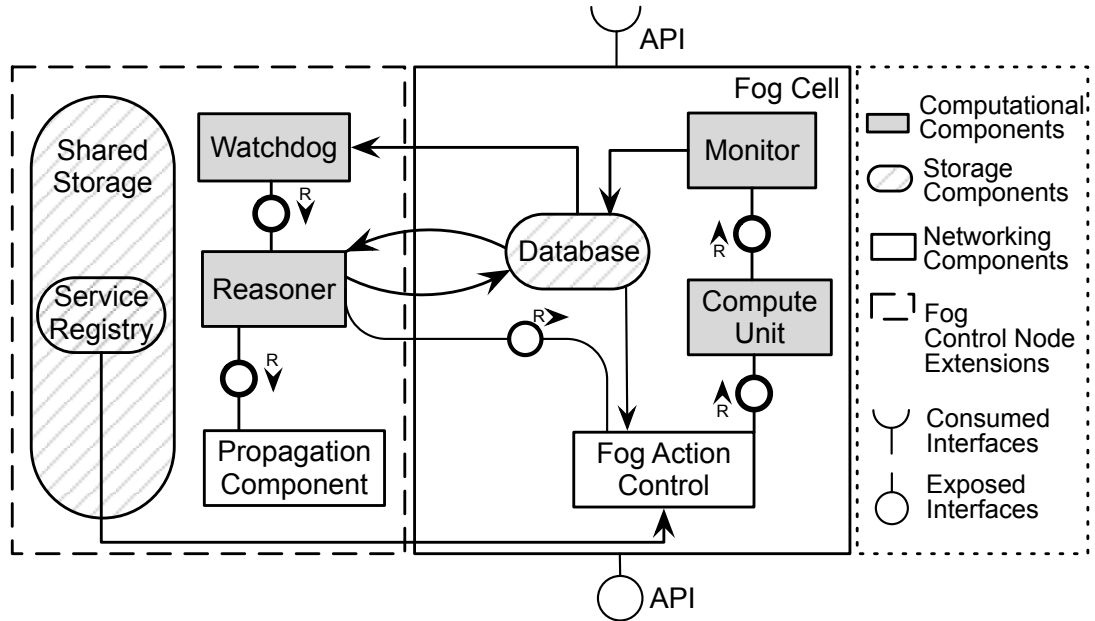 API
Fog Cell
Shared
Storage
Watchdog
R
Reasoner
Service
Registry
R
Propagation
Component
Monitor
Database
R
Compute
Unit
R
R
Fog Action
Control
API
Computational
Components
Storage
Components
Networking
Components
Fog
Control Node
Extensions
Consumed
Interfaces
Exposed
Interfaces